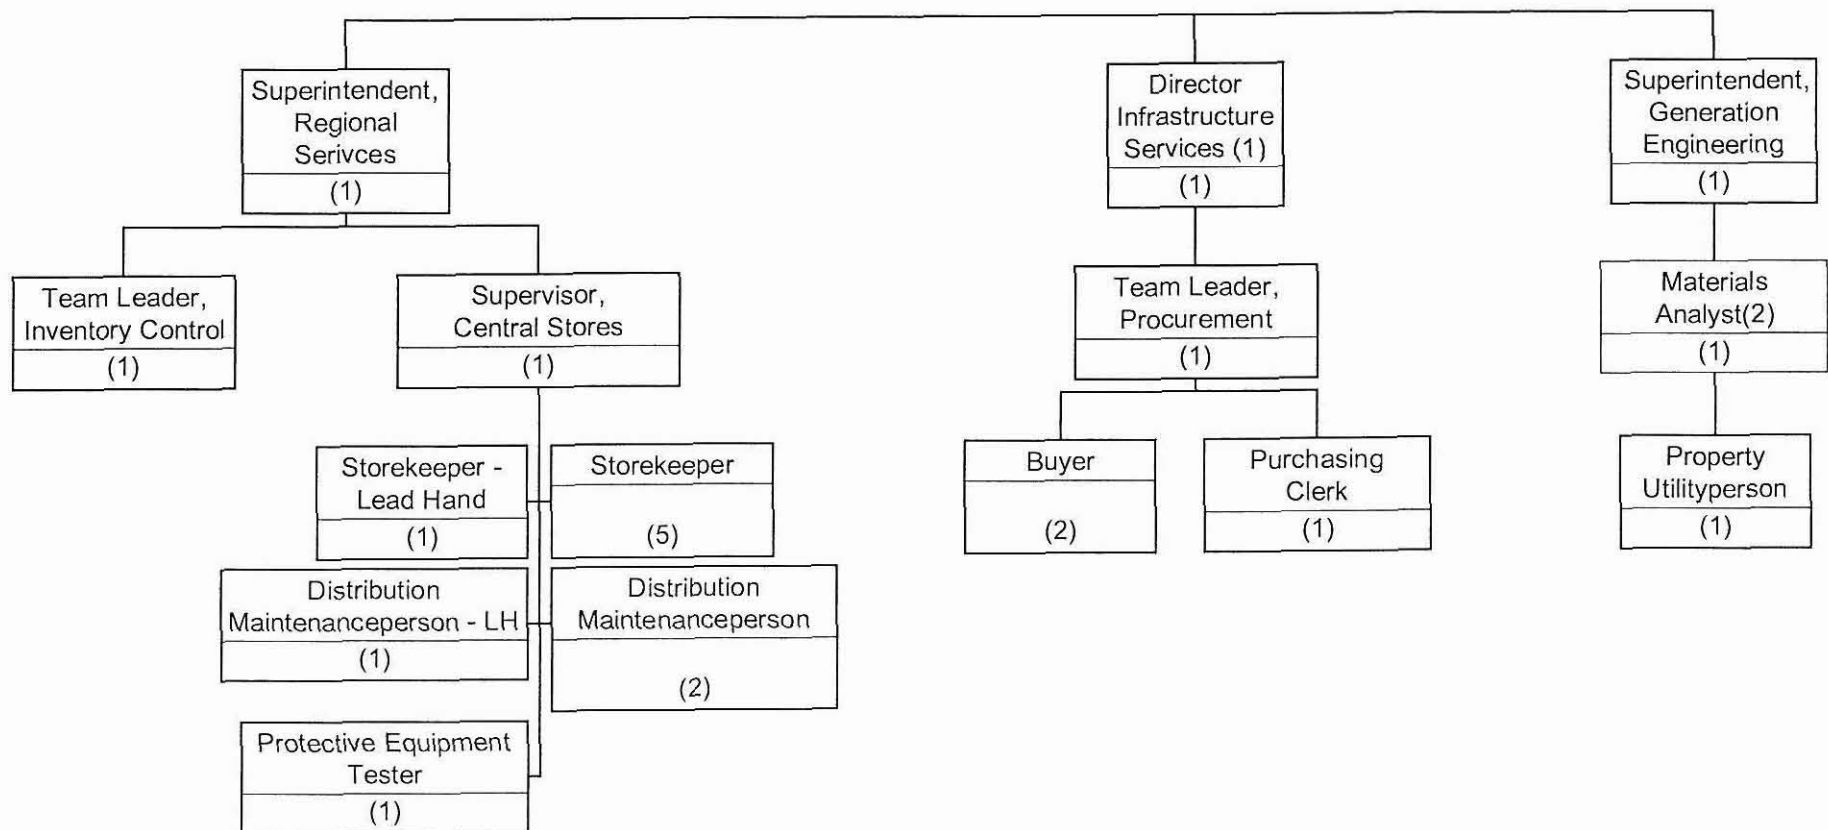 Superintendent,
Regional
Serivces
(1)
Director
Infrastructure
Services (1)
(1)
Superintendent,
Generation
Engineering
(1)
Team Leader,
Inventory Control
(1)
Supervisor,
Central Stores
(1)
Team Leader,
Procurement
(1)
Materials
Analyst(2)
(1)
Storekeeper -
Lead Hand
(1)
Storekeeper
(5)
Buyer
(2)
Purchasing
Clerk
(1)
Property
Utilityperson
(1)
Distribution
Maintenanceperson - LH
(1)
Distribution
Maintenanceperson
(2)
Protective Equipment
Tester
(1)